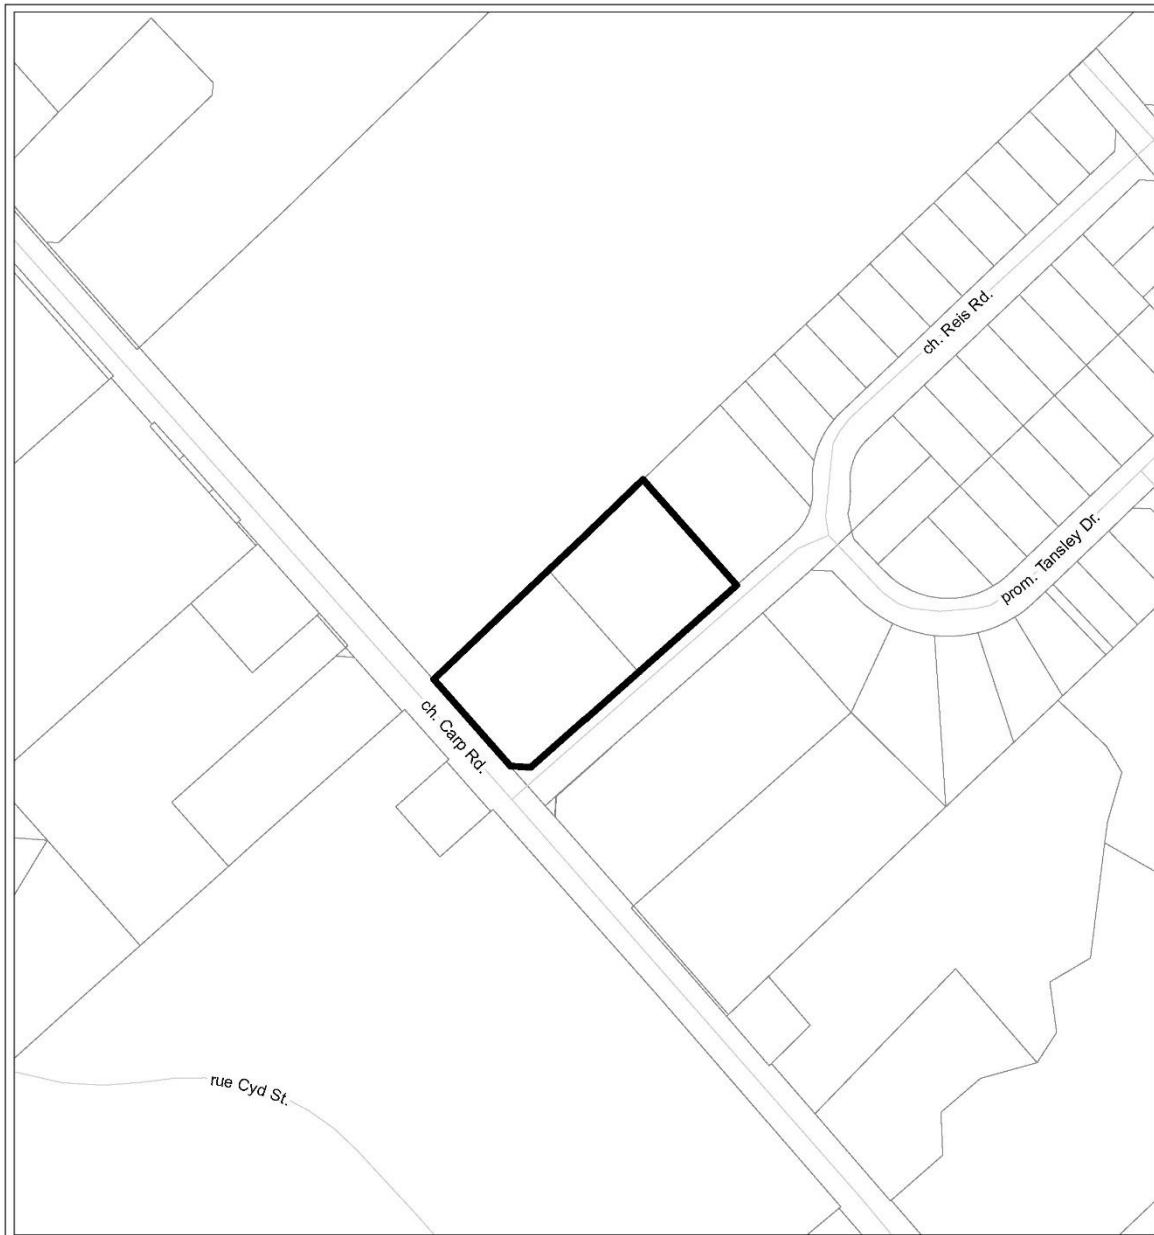 ch. Reis Rd.
prom. Tansley Dr.
ch. Carp Rd.
rue Cyd St.